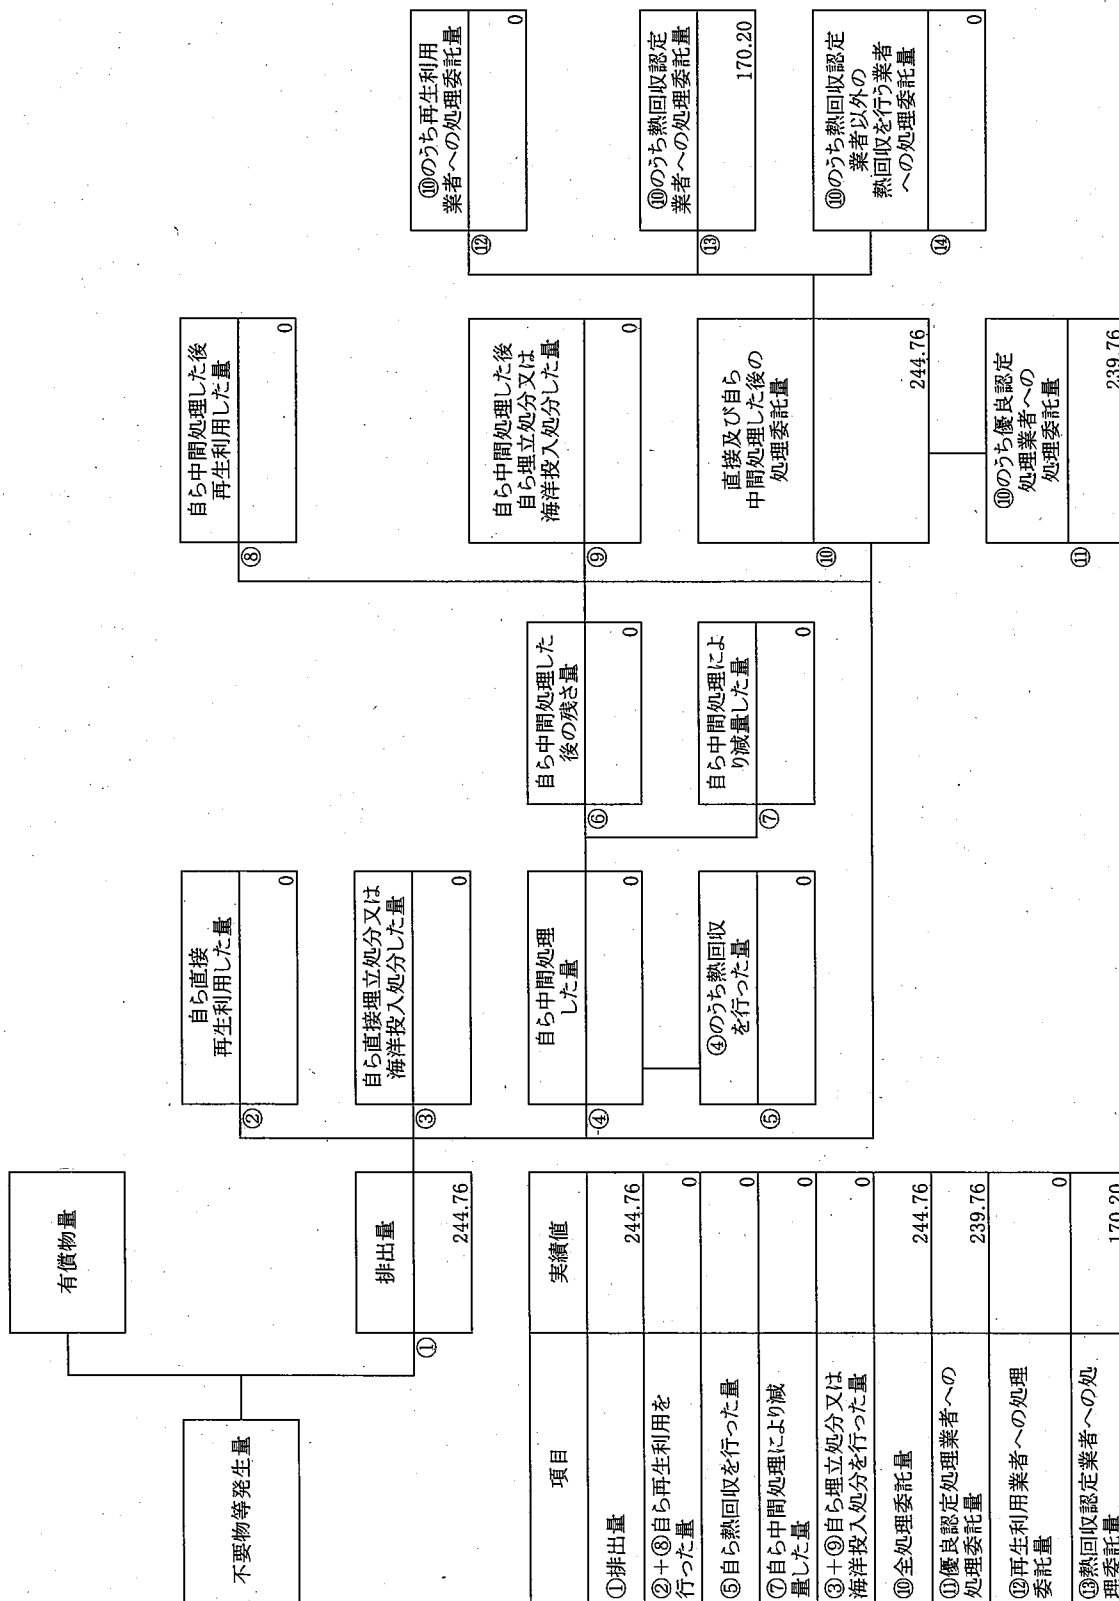 不要物等発生量
有償物量
①
排出量
244.76
②
自ら直接
再生利用した量
0
③
自ら直接埋立処分又は
海洋投入処分した量
0
④
自ら中間処理
した量
0
⑤
④のうち熱回収
を行った量
0
⑥
自ら中間処理した
後の残さ量
0
⑦
自ら中間処理によ
り減量した量
0
⑧
自ら中間処理した後
再生利用した量
0
⑨
自ら中間処理した後
自ら埋立処分又は
海洋投入処分した量
0
⑩
直接及び自ら
中間処理した後の
処理委託量
244.76
⑪
⑩のうち優良認定
処理業者への
処理委託量
239.76
⑫
⑩のうち再生利用
業者への処理委託量
0
⑬
⑩のうち熱回収認定
業者への処理委託量
170.20
⑭
⑩のうち熱回収認定
業者以外の
熱回収を行う業者
への処理委託量
0
項目 実績値
①排出量 244.76
②+⑧自ら再生利用を
行った量 0
⑤自ら熱回収を行った量 0
⑦自ら中間処理により減
量した量 0
③+⑨自ら埋立処分又は
海洋投入処分を行った量 0
⑩全処理委託量 244.76
⑪優良認定処理業者への
処理委託量 239.76
⑫再生利用業者への処理
委託量 0
⑬熱回収認定業者への処
理委託量 170.20